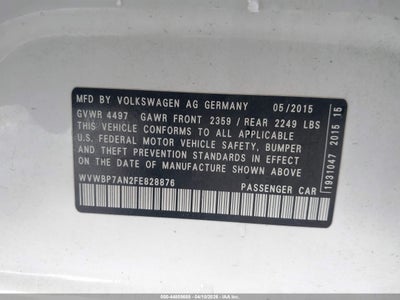 MFD BY VOLKSWAGEN AG GERMANY 05/2015
GVWR 4497 GAWR FRONT 2359 / REAR 2249 LBS
THIS VEHICLE CONFORMS TO ALL APPLICABLE
U.S. FEDERAL MOTOR VEHICLE SAFETY, BUMPER
AND THEFT PREVENTION STANDARDS IN EFFECT
ON THE DATE OF MANUFACTURE SHOWN ABOVE
WVWBP7AN2FE828876 PASSENGER CAR
1931047 2015 15